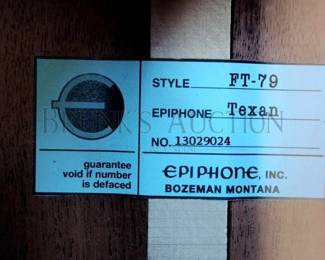 STYLE FT-79
EPIPHONE Texan
BRUNK'S AUCTION
NO. 13029024
guarantee
void if number
is defaced
EPIPHONE, INC.
BOZEMAN MONTANA